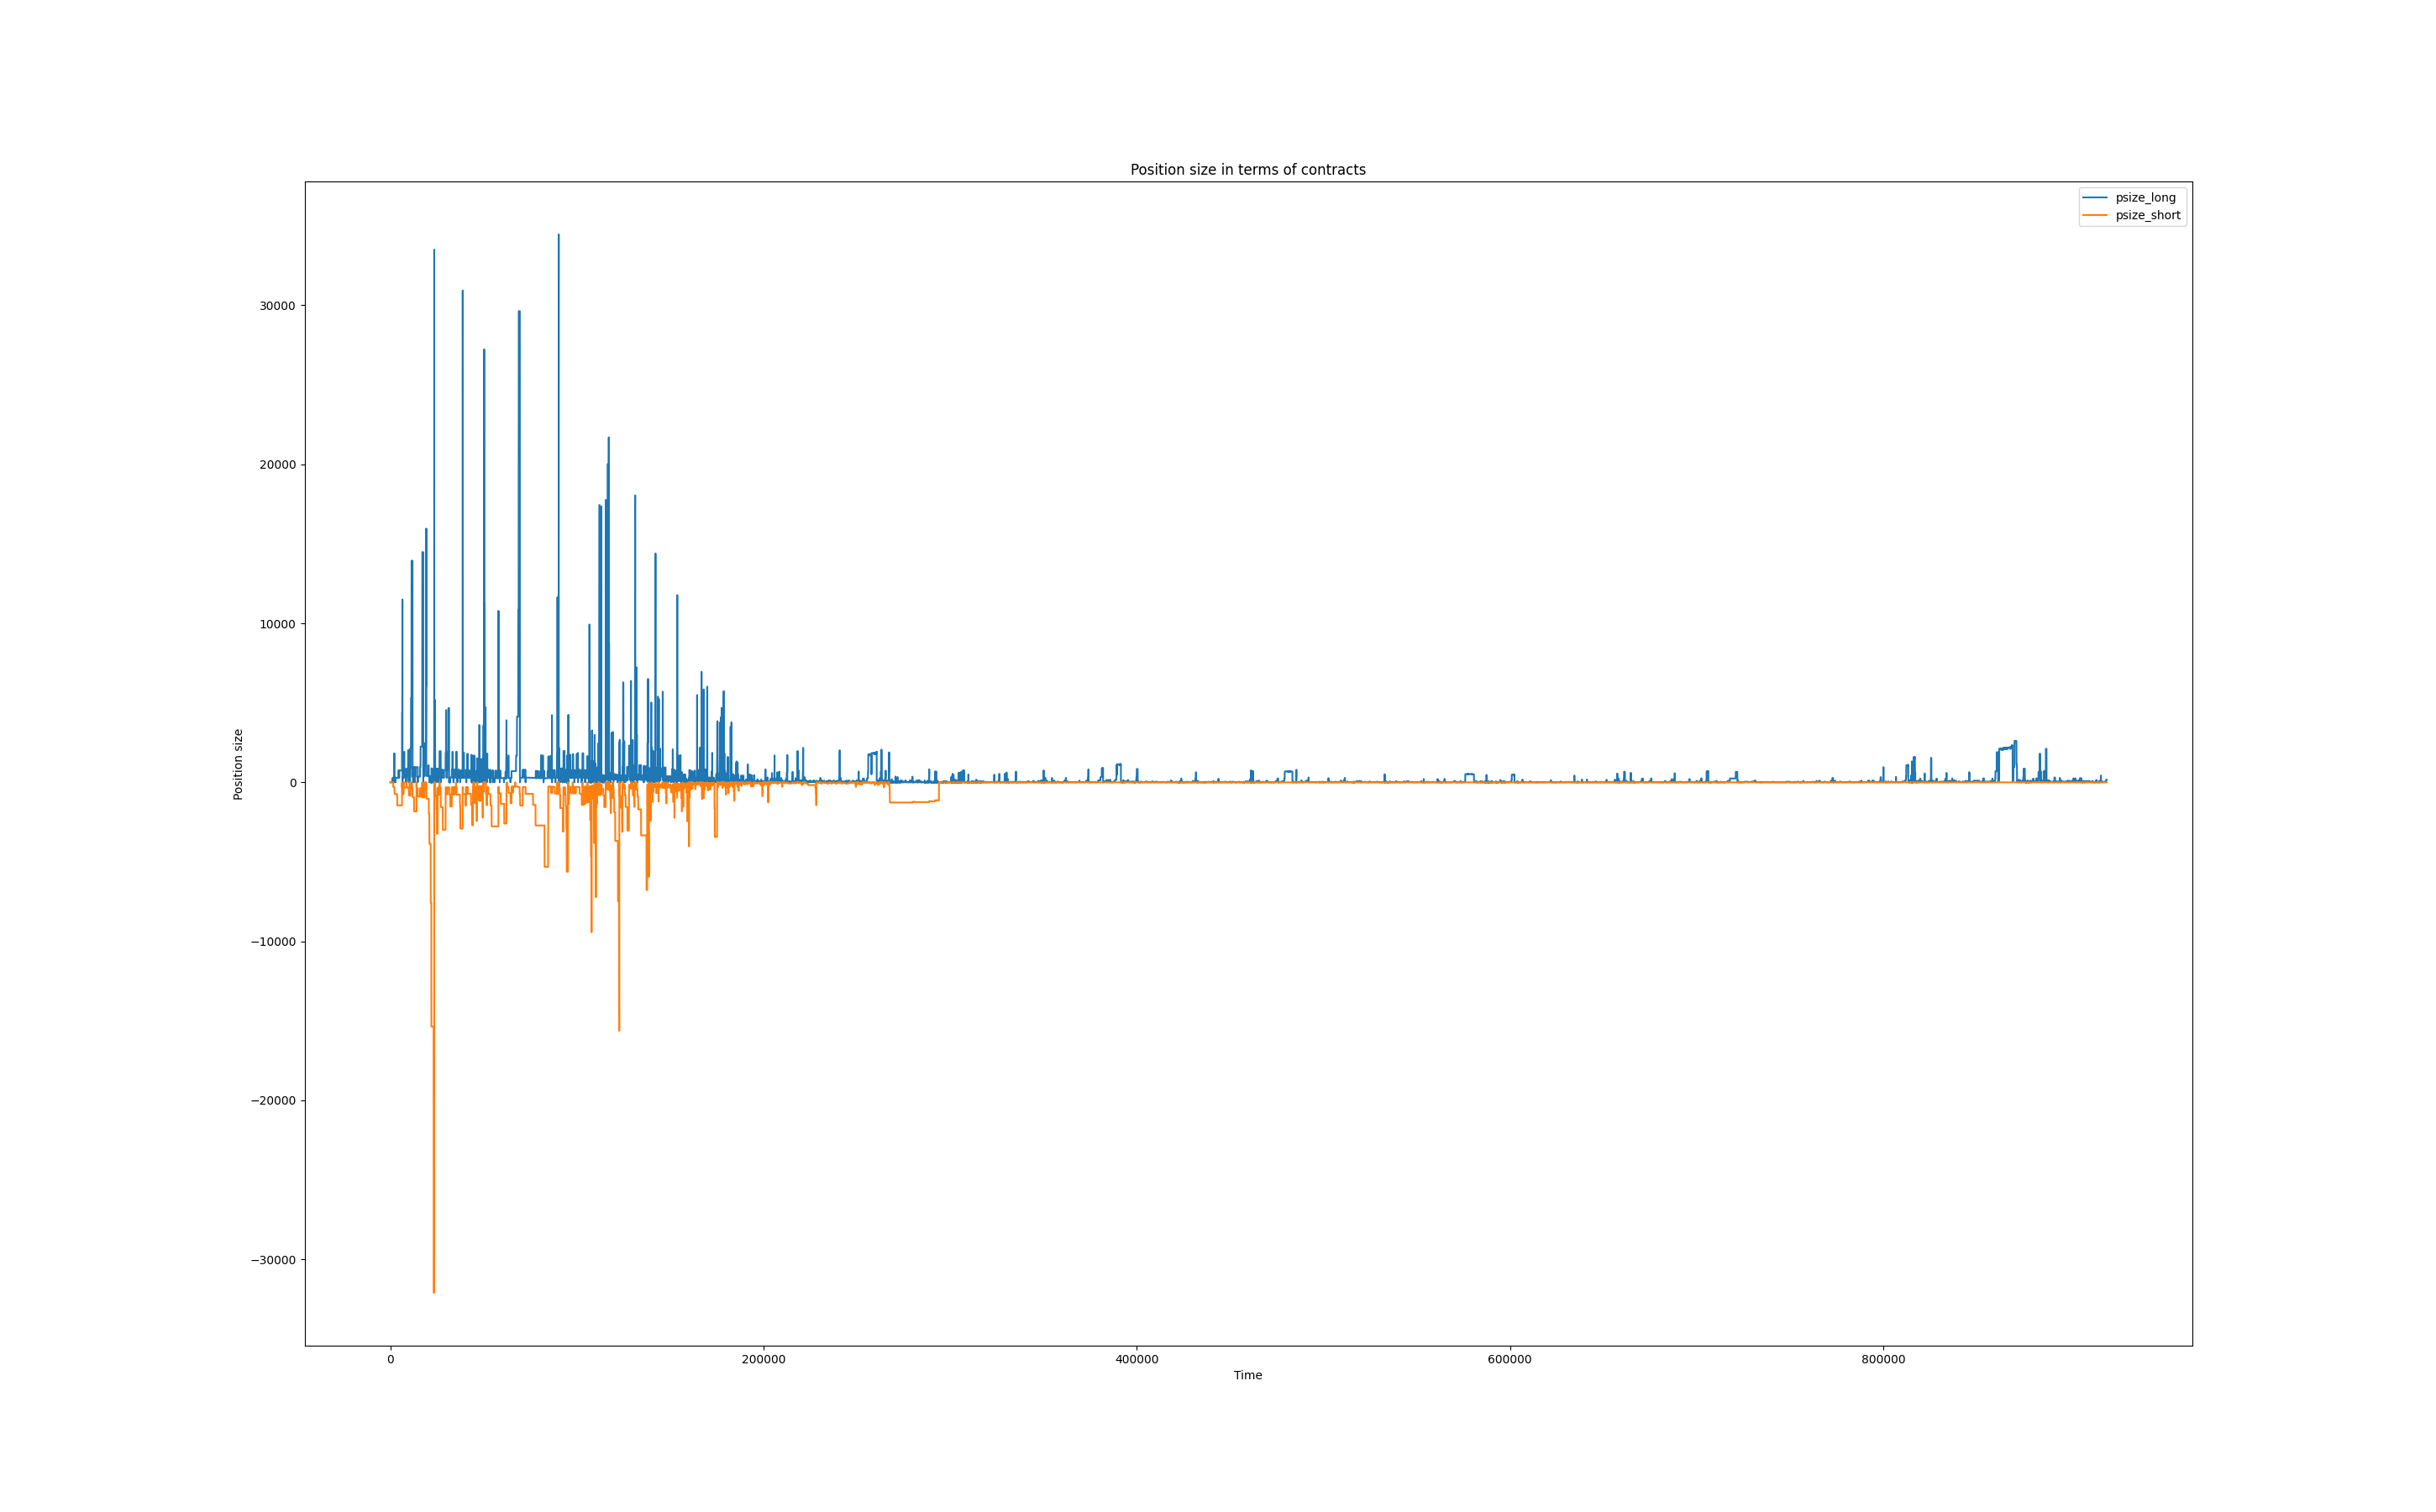 Position size in terms of contracts
psize_long
psize_short
30000
20000
10000
0
−10000
−20000
−30000
Position size
0
200000
400000
600000
800000
Time